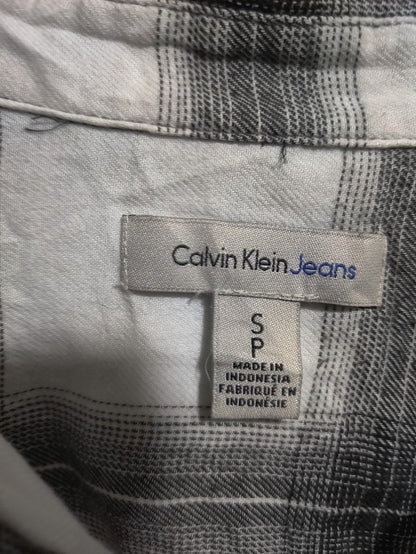 Calvin Klein Jeans
S
P
MADE IN
INDONESIA
FABRIQUÉ EN
INDONÉSIE